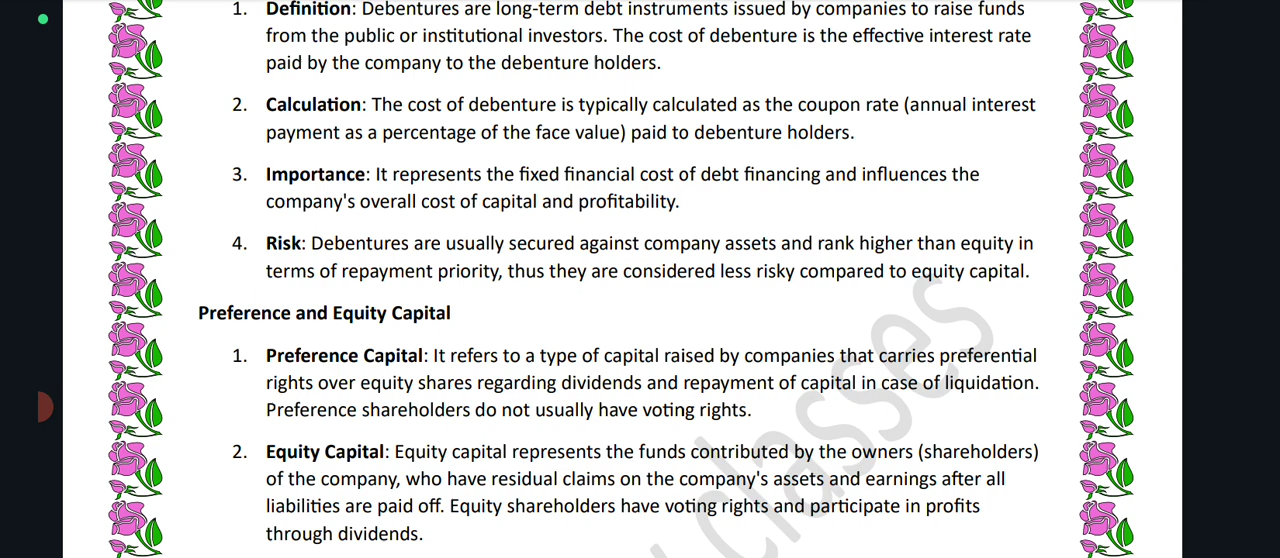 1. Definition: Debentures are long-term debt instruments issued by companies to raise funds
from the public or institutional investors. The cost of debenture is the effective interest rate
paid by the company to the debenture holders.
2. Calculation: The cost of debenture is typically calculated as the coupon rate (annual interest
payment as a percentage of the face value) paid to debenture holders.
3. Importance: It represents the fixed financial cost of debt financing and influences the
company's overall cost of capital and profitability.
4. Risk: Debentures are usually secured against company assets and rank higher than equity in
terms of repayment priority, thus they are considered less risky compared to equity capital.
Preference and Equity Capital
1. Preference Capital: It refers to a type of capital raised by companies that carries preferential
rights over equity shares regarding dividends and repayment of capital in case of liquidation.
Preference shareholders do not usually have voting rights.
2. Equity Capital: Equity capital represents the funds contributed by the owners (shareholders)
of the company, who have residual claims on the company's assets and earnings after all
liabilities are paid off. Equity shareholders have voting rights and participate in profits
through dividends.
classes